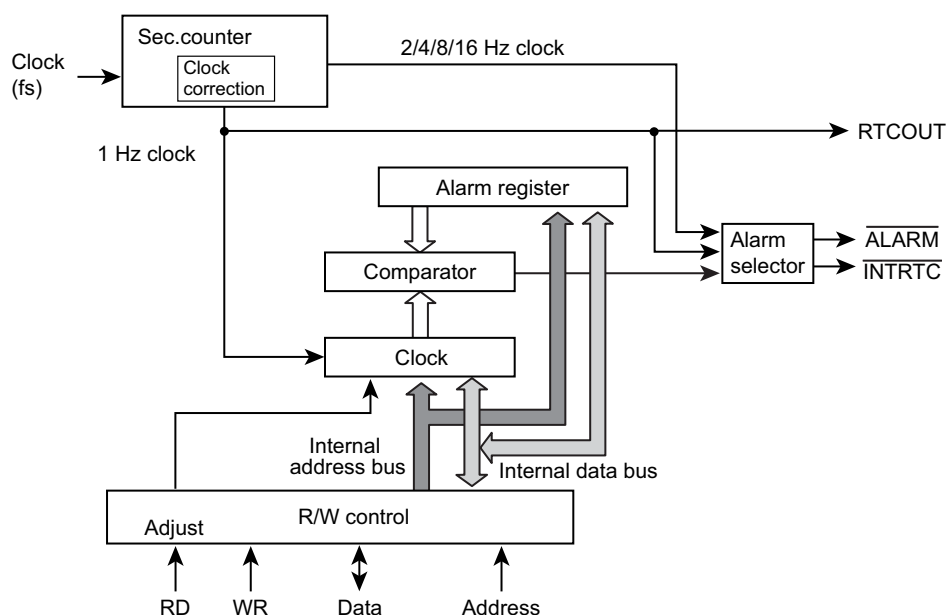 Sec.counter
Clock
correction
Clock
(fs)
2/4/8/16 Hz clock
RTCOUT
1 Hz clock
Alarm register
Alarm
selector
ALARM
INTRTC
Comparator
Clock
Internal
address bus
Internal data bus
R/W control
Adjust
RD
WR
Data
Address